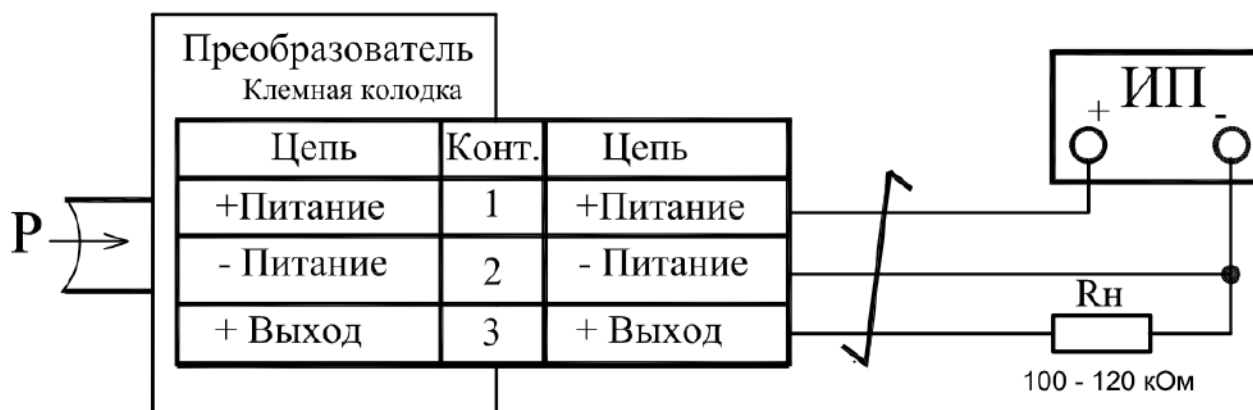 Преобразователь
Клемная колодка
Цепь Конт. Цепь
+Питание 1 +Питание
- Питание 2 - Питание
+ Выход 3 + Выход
P
ИП
+ -
Rн
100 - 120 кОм